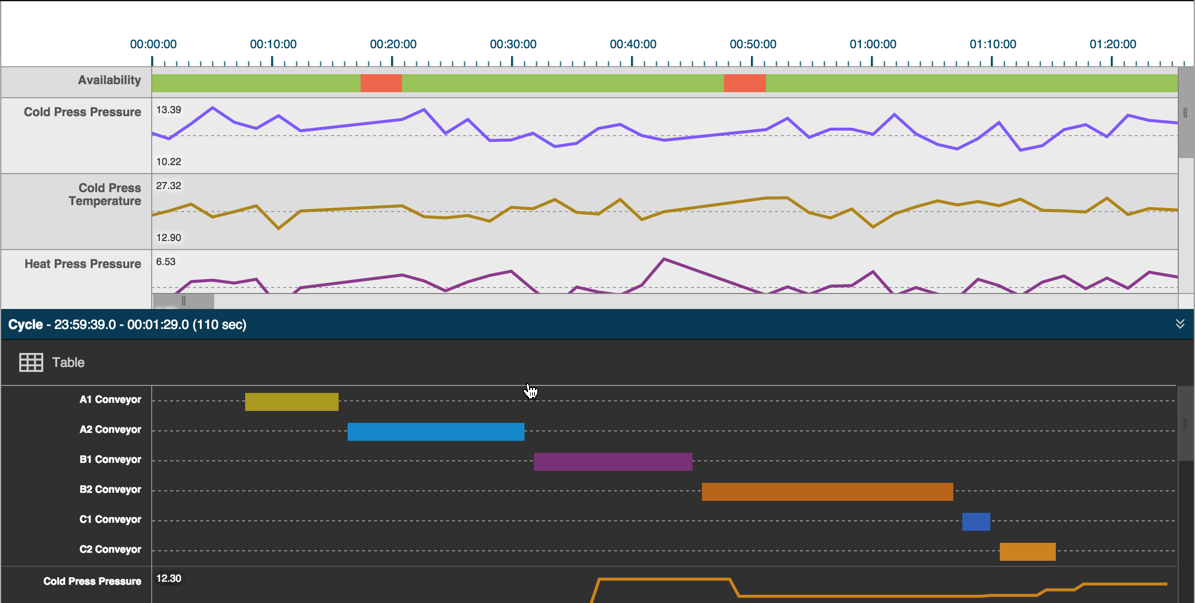 00:00:00 00:10:00 00:20:00 00:30:00 00:40:00 00:50:00 01:00:00 01:10:00 01:20:00
Availability
Cold Press Pressure 13.39
10.22
Cold Press 27.32
Temperature
12.90
Heat Press Pressure 6.53
Cycle - 23:59:39.0 - 00:01:29.0 (110 sec)
Table
A1 Conveyor
A2 Conveyor
B1 Conveyor
B2 Conveyor
C1 Conveyor
C2 Conveyor
Cold Press Pressure 12.30